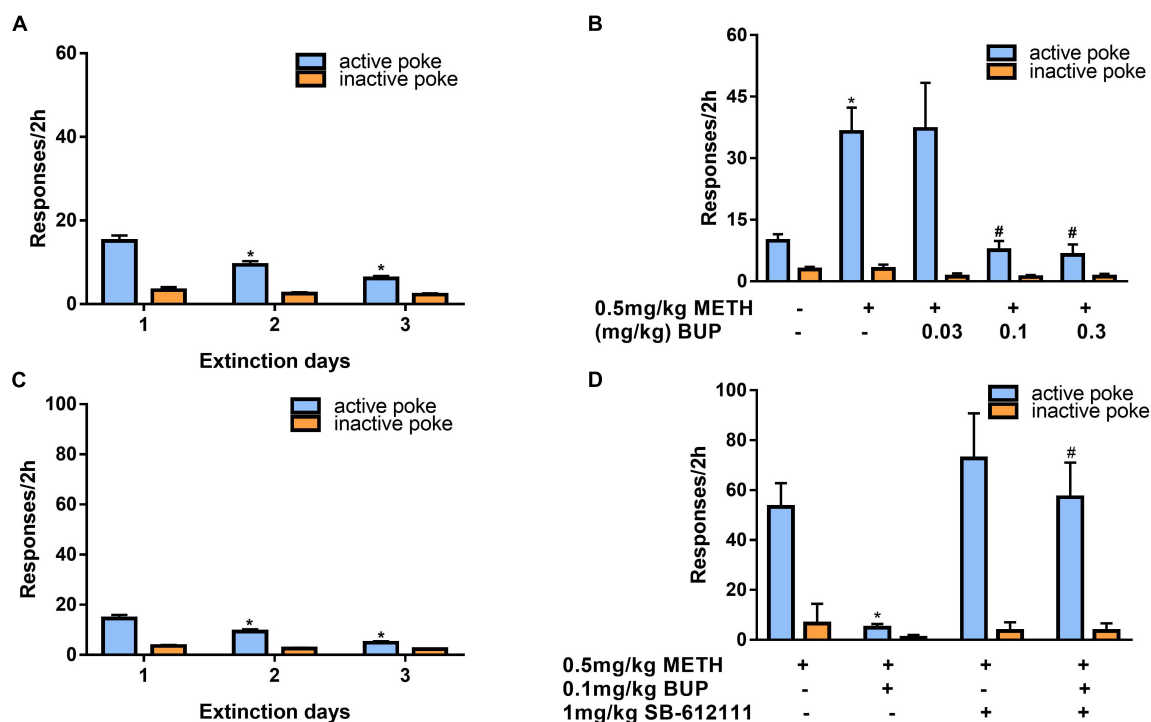 A
60
40
20
0
Responses/2h
active poke
inactive poke
*
*
1 2 3
Extinction days
B
60
45
30
15
0
Responses/2h
active poke
inactive poke
*
#
#
0.5mg/kg METH - + + + +
(mg/kg) BUP - - 0.03 0.1 0.3
C
100
80
60
40
20
0
Responses/2h
active poke
inactive poke
*
*
1 2 3
Extinction days
D
100
80
60
40
20
0
Responses/2h
active poke
inactive poke
*
#
0.5mg/kg METH + + + +
0.1mg/kg BUP - + - +
1mg/kg SB-612111 - - + +